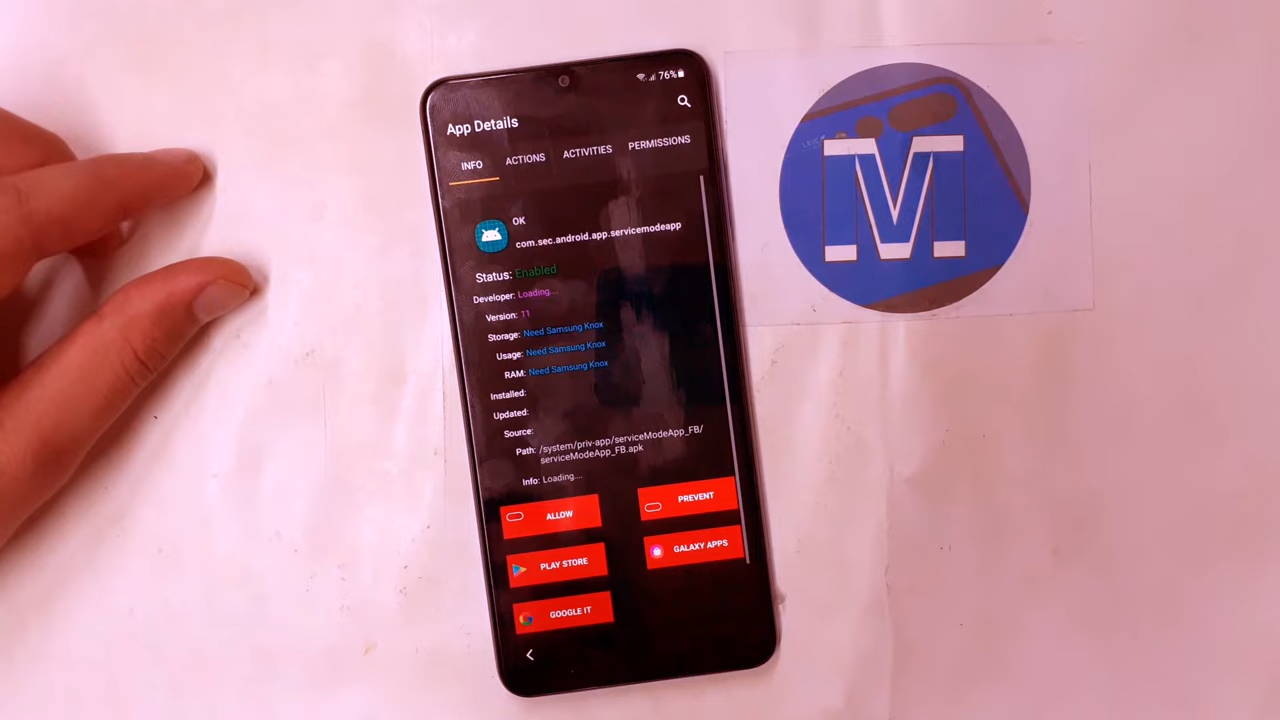 76%
App Details
INFO ACTIONS ACTIVITIES PERMISSIONS
OK
com.sec.android.app.servicemodeapp
Status: Enabled
Developer: Loading....
Version: 11
Storage: Need Samsung Knox
Usage: Need Samsung Knox
RAM: Need Samsung Knox
Installed:
Updated:
Source:
Path: /system/priv-app/serviceModeApp_FB/
serviceModeApp_FB.apk
Info: Loading....
ALLOW PREVENT
PLAY STORE GALAXY APPS
GOOGLE IT
M